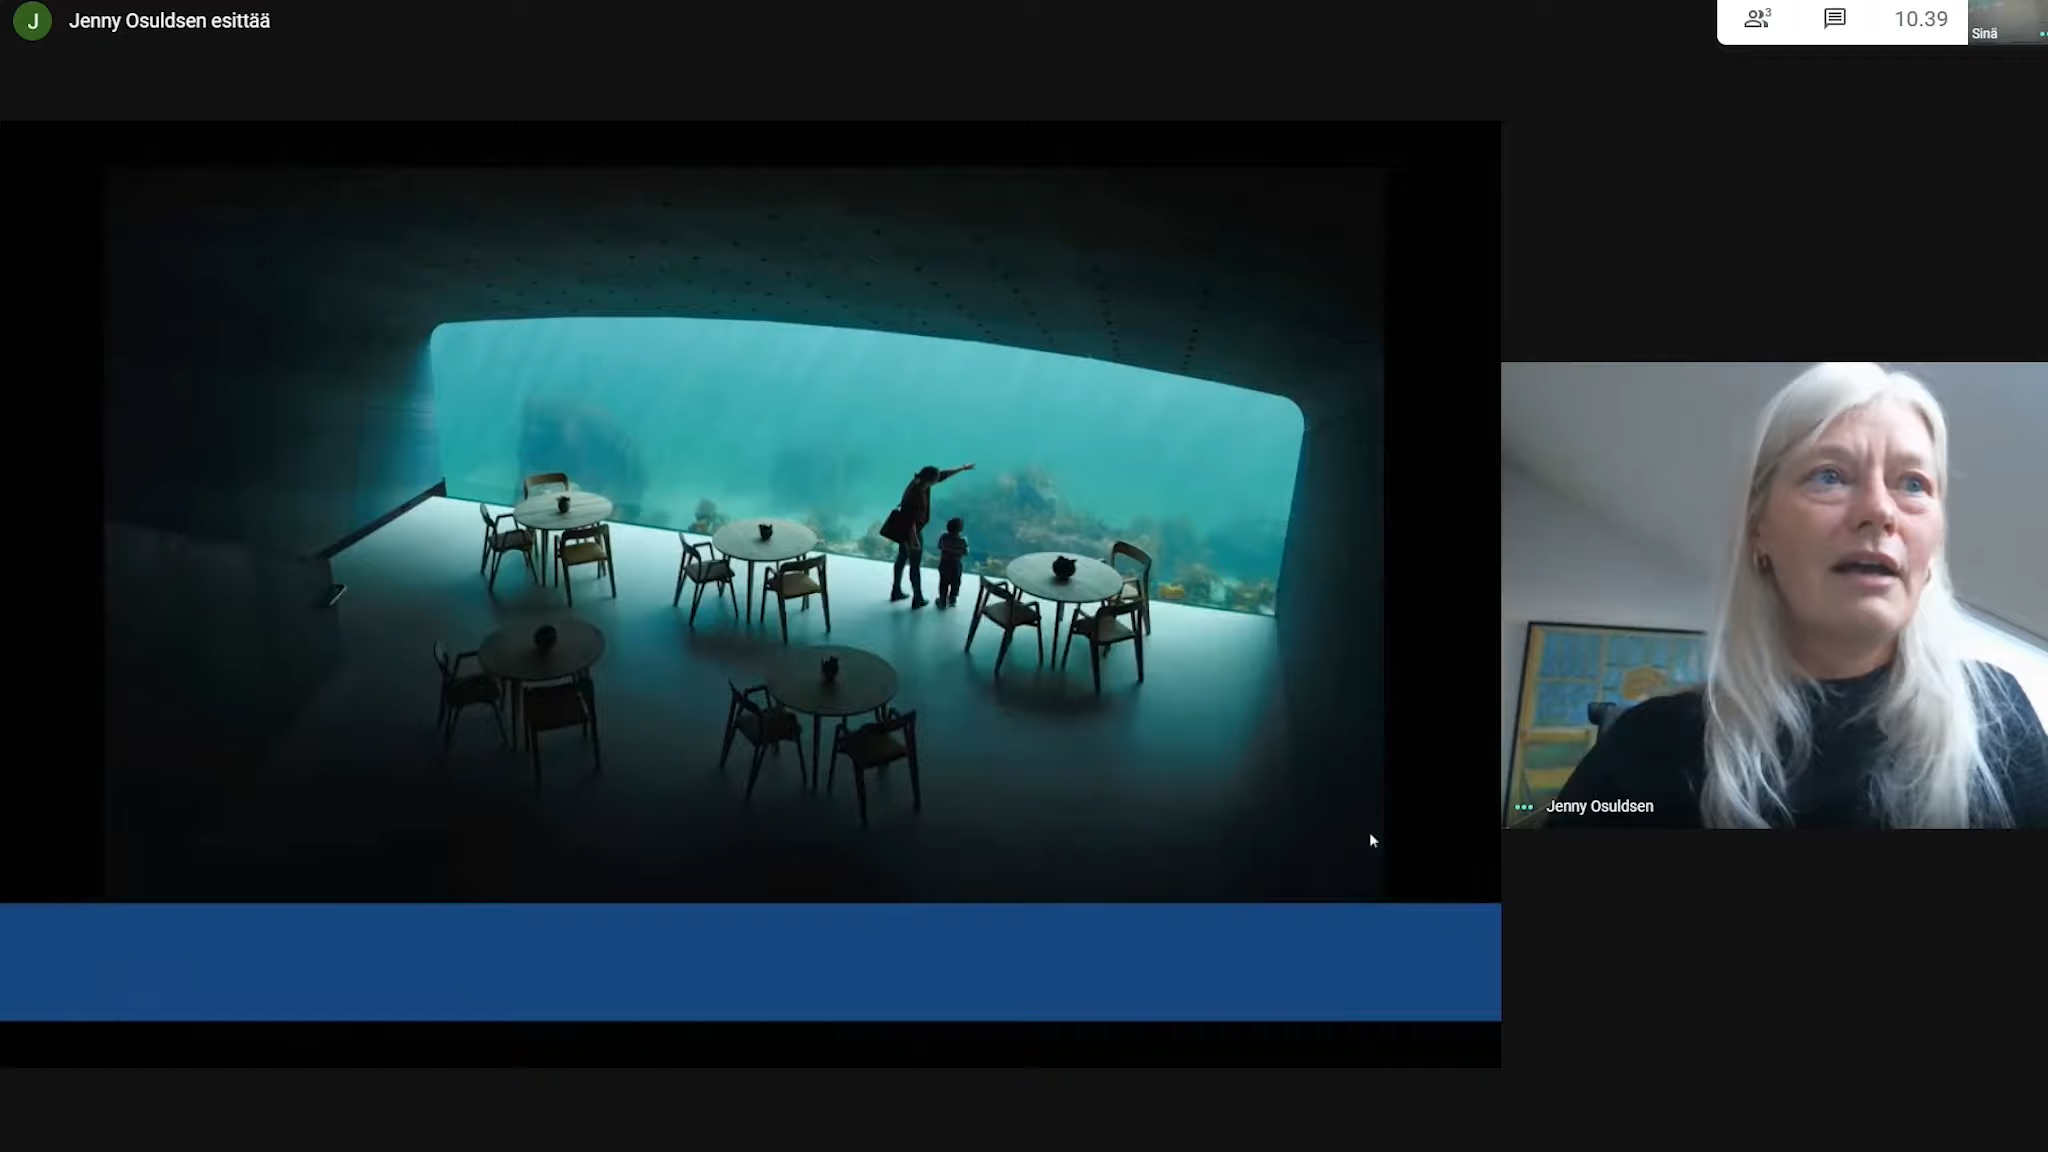 J
Jenny Osuldsen esittää
3
10.39
Sinä
Jenny Osuldsen